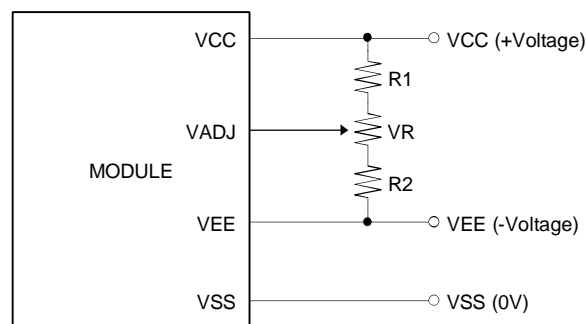 VCC
VCC (+Voltage)
R1
VADJ
VR
MODULE
R2
VEE
VEE (-Voltage)
VSS
VSS (0V)